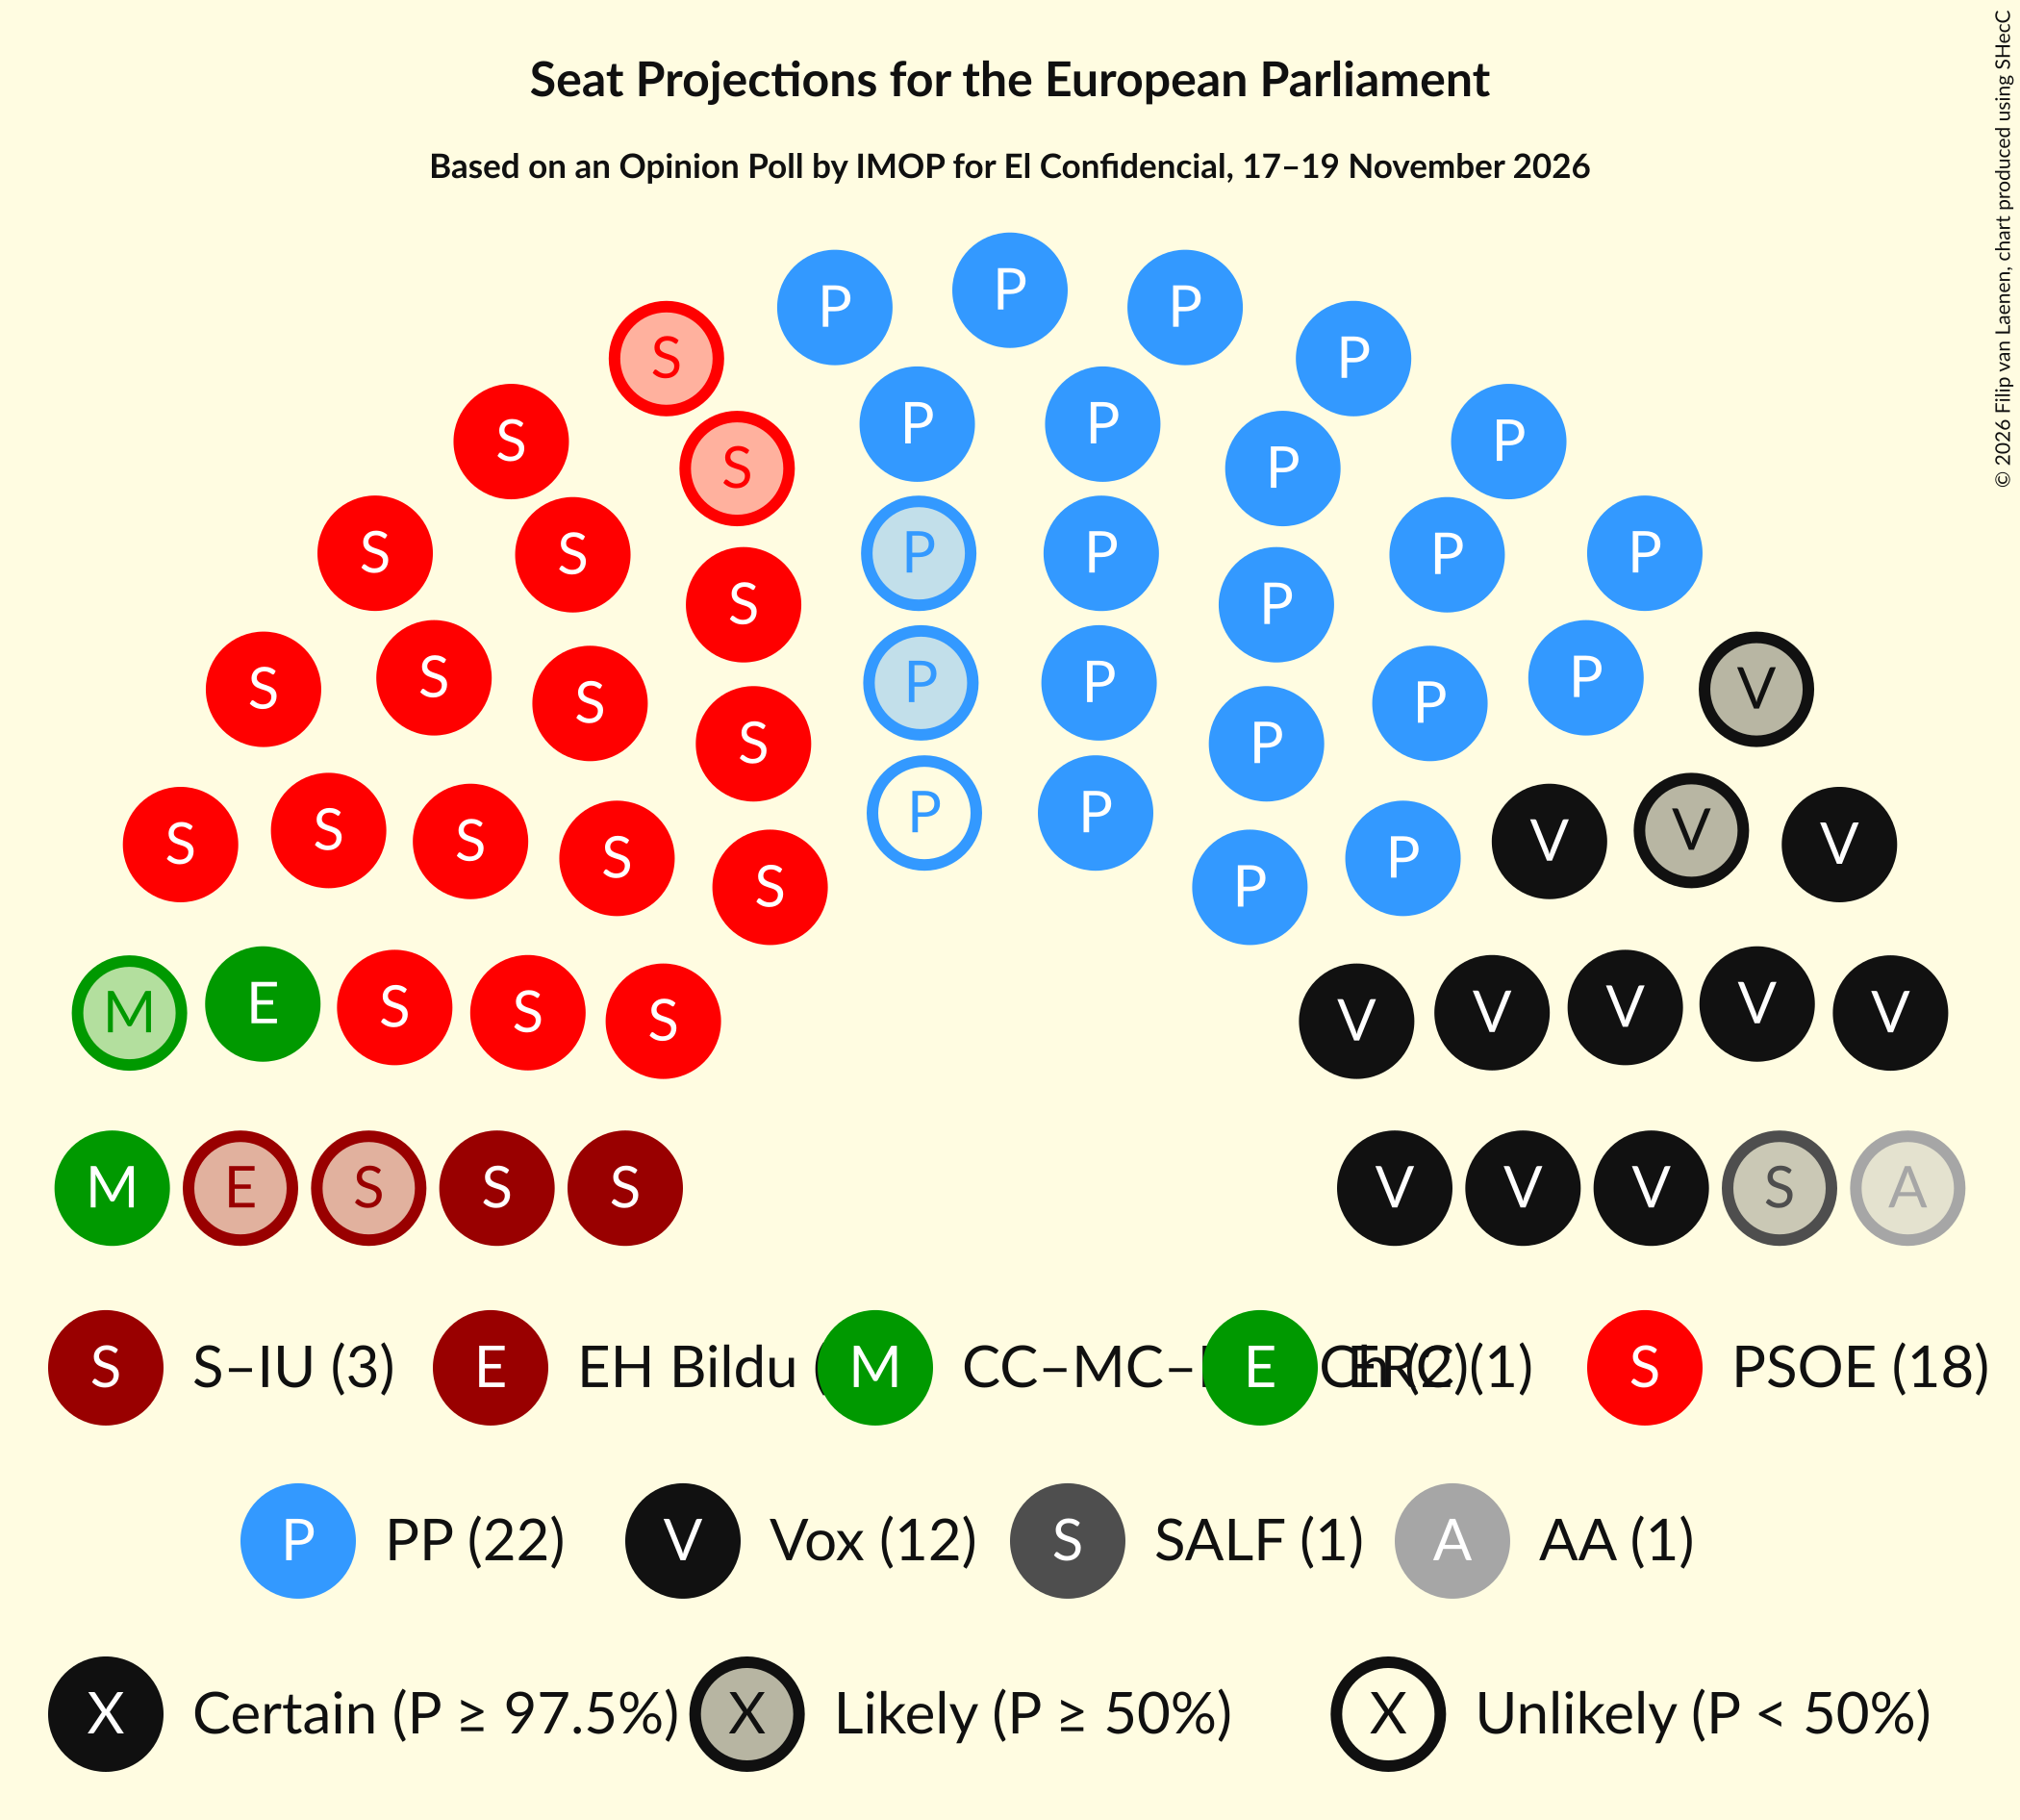 Seat Projections for the European Parliament
Based on an Opinion Poll by IMOP for El Confidencial, 17–19 November 2026
© 2026 Filip van Laenen, chart produced using SHecC
P P P
S P
S P P P
S P
S S P P P P
S P
S S S P P P P V
S P
S S S S P P V V V
S P P
M E S S S V V V V V
M E S S S V V V S A
S S–IU (3) E EH Bildu M CC–MC– E ERC (1) S PSOE (18)
P PP (22) V Vox (12) S SALF (1) A AA (1)
X Certain (P ≥ 97.5%) X Likely (P ≥ 50%) X Unlikely (P < 50%)